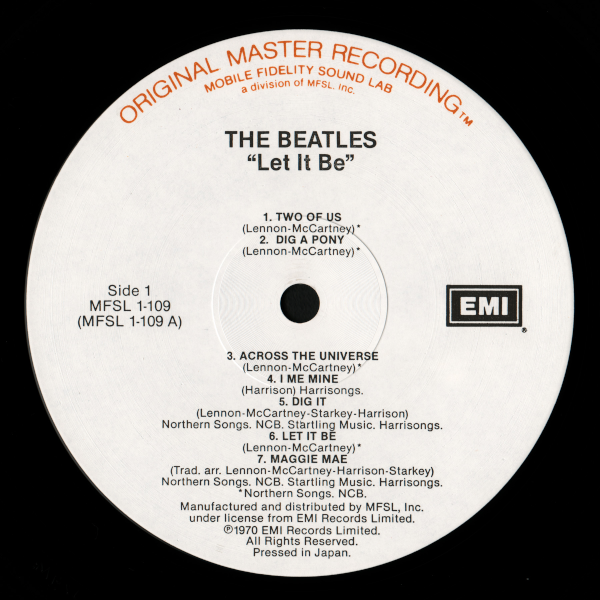 ORIGINAL MASTER RECORDING™
MOBILE FIDELITY SOUND LAB
a division of MFSL, Inc.
THE BEATLES
“Let It Be”
1. TWO OF US
(Lennon-McCartney)*
2. DIG A PONY
(Lennon-McCartney)*
Side 1
MFSL 1-109
(MFSL 1-109 A)
EMI
®
3. ACROSS THE UNIVERSE
(Lennon-McCartney)*
4. I ME MINE
(Harrison) Harrisongs.
5. DIG IT
(Lennon-McCartney-Starkey-Harrison)
Northern Songs. NCB. Startling Music. Harrisongs.
6. LET IT BE
(Lennon-McCartney)*
7. MAGGIE MAE
(Trad. arr. Lennon-McCartney-Harrison-Starkey)
Northern Songs. NCB. Startling Music. Harrisongs.
*Northern Songs. NCB.
Manufactured and distributed by MFSL, Inc.
under license from EMI Records Limited.
℗1970 EMI Records Limited.
All Rights Reserved.
Pressed in Japan.